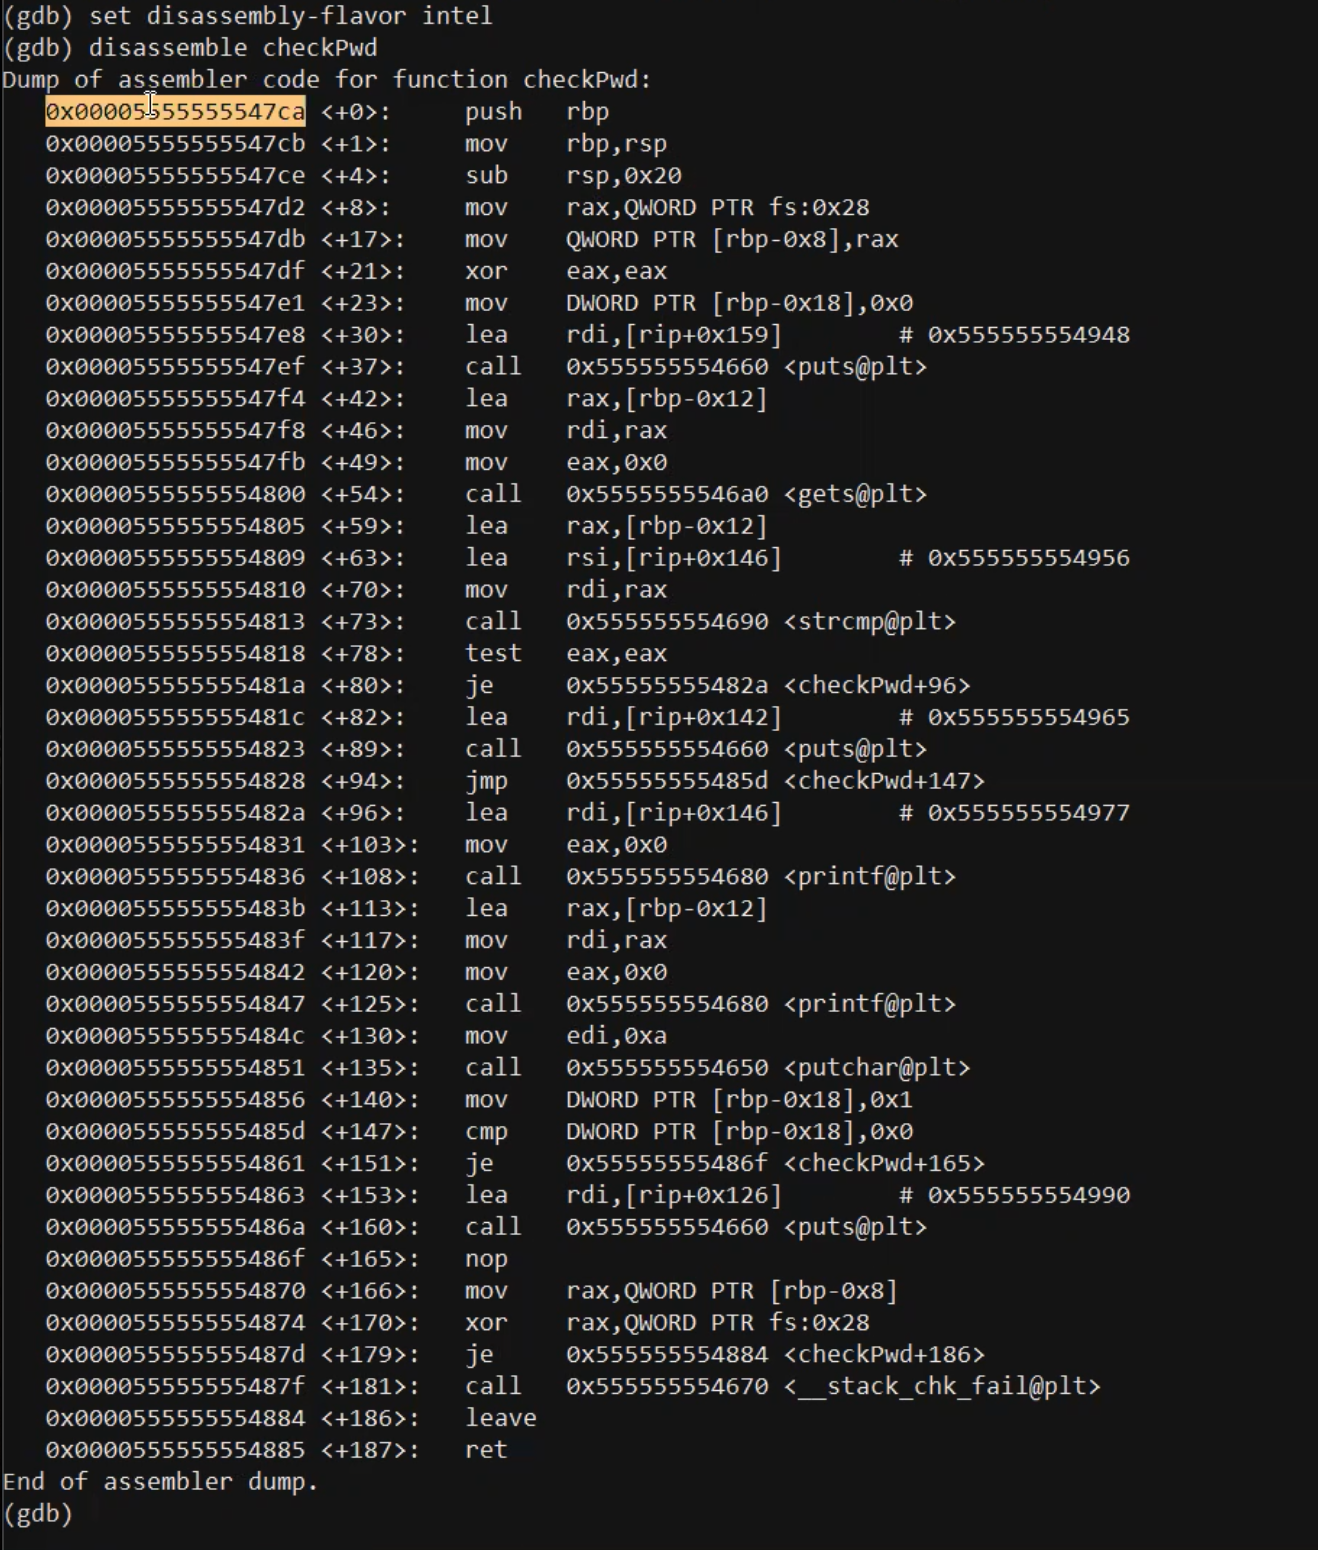 (gdb) set disassembly-flavor intel
(gdb) disassemble checkPwd
Dump of assembler code for function checkPwd:
0x00005555555547ca <+0>: push rbp
0x00005555555547cb <+1>: mov rbp,rsp
0x00005555555547ce <+4>: sub rsp,0x20
0x00005555555547d2 <+8>: mov rax,QWORD PTR fs:0x28
0x00005555555547db <+17>: mov QWORD PTR [rbp-0x8],rax
0x00005555555547df <+21>: xor eax,eax
0x00005555555547e1 <+23>: mov DWORD PTR [rbp-0x18],0x0
0x00005555555547e8 <+30>: lea rdi,[rip+0x159] # 0x555555554948
0x00005555555547ef <+37>: call 0x555555554660 <puts@plt>
0x00005555555547f4 <+42>: lea rax,[rbp-0x12]
0x00005555555547f8 <+46>: mov rdi,rax
0x00005555555547fb <+49>: mov eax,0x0
0x0000555555554800 <+54>: call 0x5555555546a0 <gets@plt>
0x0000555555554805 <+59>: lea rax,[rbp-0x12]
0x0000555555554809 <+63>: lea rsi,[rip+0x146] # 0x555555554956
0x0000555555554810 <+70>: mov rdi,rax
0x0000555555554813 <+73>: call 0x555555554690 <strcmp@plt>
0x0000555555554818 <+78>: test eax,eax
0x000055555555481a <+80>: je 0x55555555482a <checkPwd+96>
0x000055555555481c <+82>: lea rdi,[rip+0x142] # 0x555555554965
0x0000555555554823 <+89>: call 0x555555554660 <puts@plt>
0x0000555555554828 <+94>: jmp 0x55555555485d <checkPwd+147>
0x000055555555482a <+96>: lea rdi,[rip+0x146] # 0x555555554977
0x0000555555554831 <+103>: mov eax,0x0
0x0000555555554836 <+108>: call 0x555555554680 <printf@plt>
0x000055555555483b <+113>: lea rax,[rbp-0x12]
0x000055555555483f <+117>: mov rdi,rax
0x0000555555554842 <+120>: mov eax,0x0
0x0000555555554847 <+125>: call 0x555555554680 <printf@plt>
0x000055555555484c <+130>: mov edi,0xa
0x0000555555554851 <+135>: call 0x555555554650 <putchar@plt>
0x0000555555554856 <+140>: mov DWORD PTR [rbp-0x18],0x1
0x000055555555485d <+147>: cmp DWORD PTR [rbp-0x18],0x0
0x0000555555554861 <+151>: je 0x55555555486f <checkPwd+165>
0x0000555555554863 <+153>: lea rdi,[rip+0x126] # 0x555555554990
0x000055555555486a <+160>: call 0x555555554660 <puts@plt>
0x000055555555486f <+165>: nop
0x0000555555554870 <+166>: mov rax,QWORD PTR [rbp-0x8]
0x0000555555554874 <+170>: xor rax,QWORD PTR fs:0x28
0x000055555555487d <+179>: je 0x555555554884 <checkPwd+186>
0x000055555555487f <+181>: call 0x555555554670 <__stack_chk_fail@plt>
0x0000555555554884 <+186>: leave
0x0000555555554885 <+187>: ret
End of assembler dump.
(gdb)